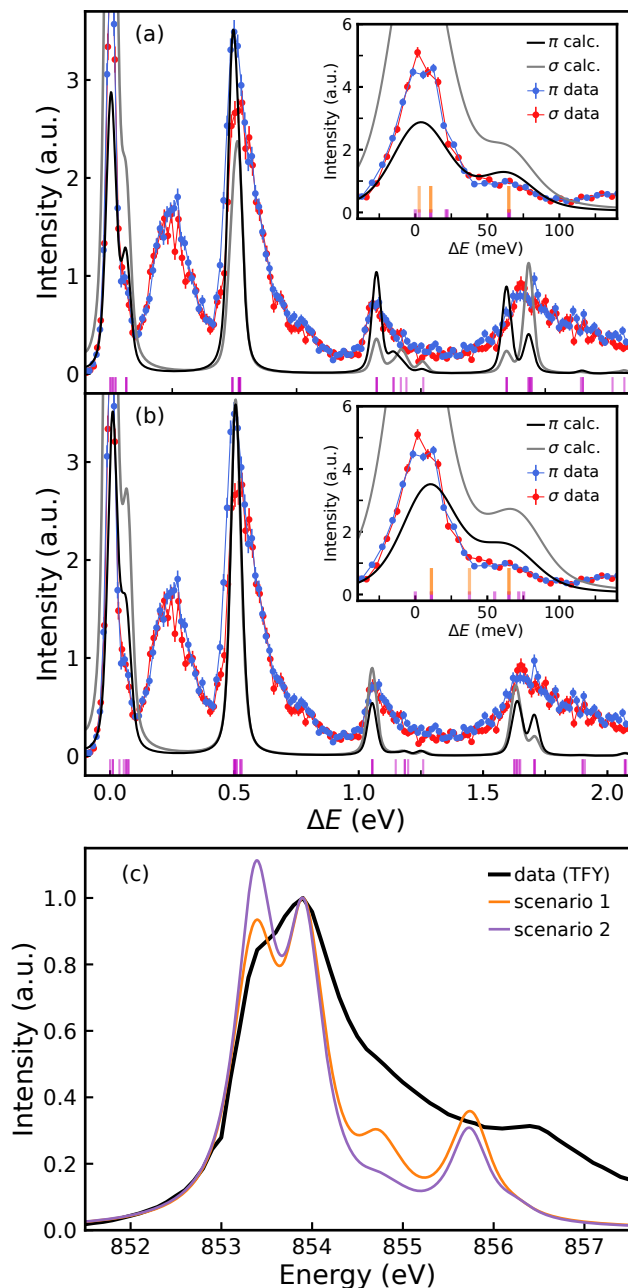 (a)
Intensity (a.u.)
3
2
1
0
Intensity (a.u.)
6
4
2
0
π calc.
σ calc.
π data
σ data
0 50 100
ΔE (meV)
(b)
Intensity (a.u.)
3
2
1
0
Intensity (a.u.)
6
4
2
0
π calc.
σ calc.
π data
σ data
0 50 100
ΔE (meV)
0.0 0.5 1.0 1.5 2.0
ΔE (eV)
(c)
Intensity (a.u.)
1.0
0.8
0.6
0.4
0.2
0.0
data (TFY)
scenario 1
scenario 2
852 853 854 855 856 857
Energy (eV)